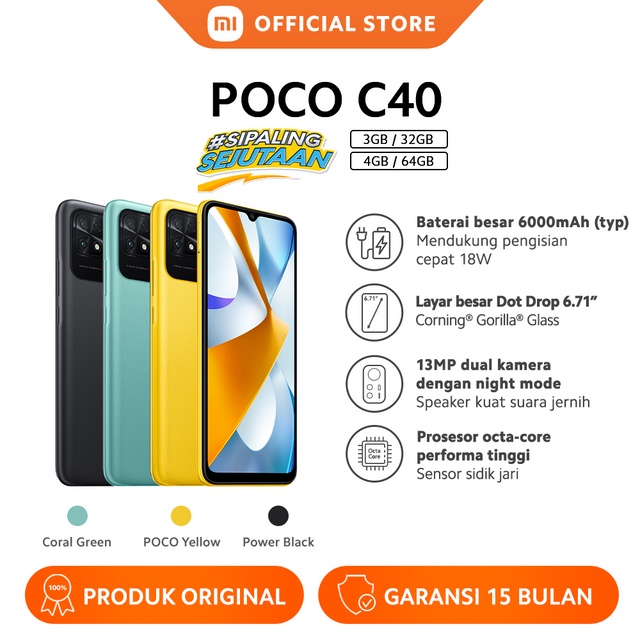 mi OFFICIAL STORE
POCO C40
#SIPALING
SEJUTAAN
3GB / 32GB
4GB / 64GB
Baterai besar 6000mAh (typ)
Mendukung pengisian
cepat 18W
6.71"
Layar besar Dot Drop 6.71”
Corning® Gorilla® Glass
13MP dual kamera
dengan night mode
Speaker kuat suara jernih
Octa
Core
Prosesor octa-core
performa tinggi
Sensor sidik jari
Coral Green
POCO Yellow
Power Black
100%
PRODUK ORIGINAL
GARANSI 15 BULAN